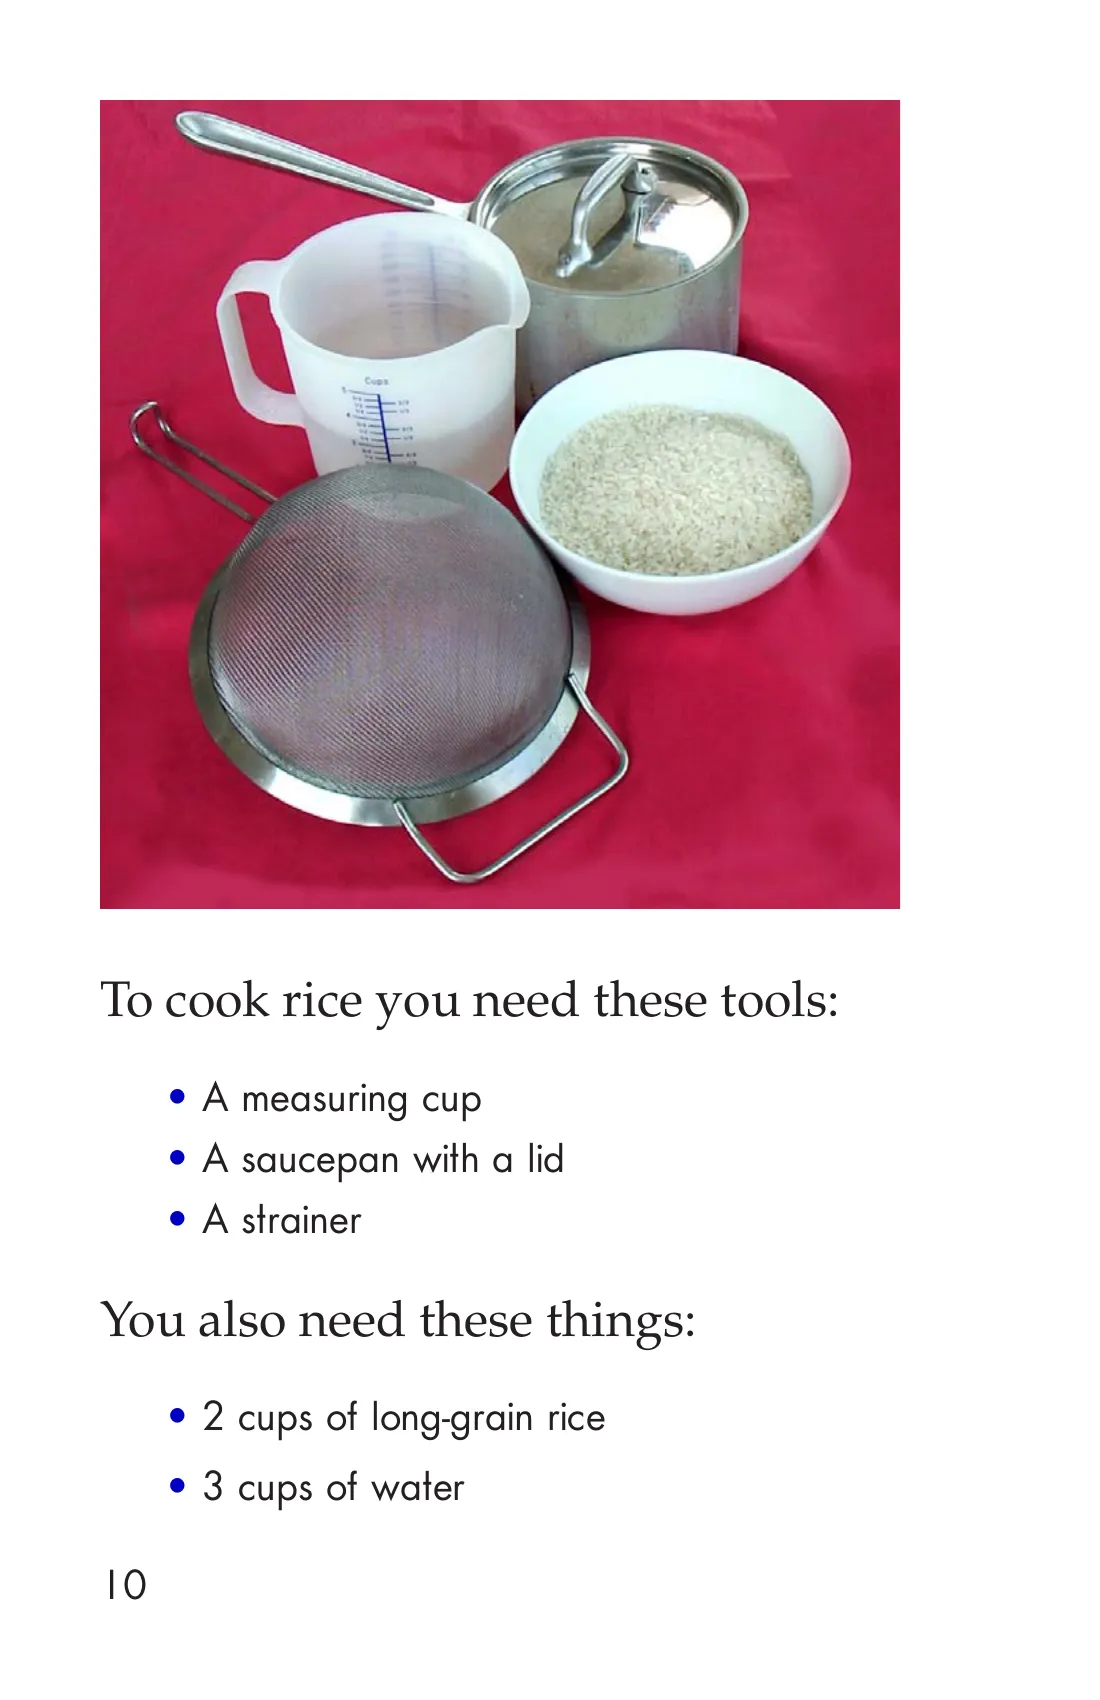 Cups
To cook rice you need these tools:
• A measuring cup
• A saucepan with a lid
• A strainer
You also need these things:
• 2 cups of long-grain rice
• 3 cups of water
10